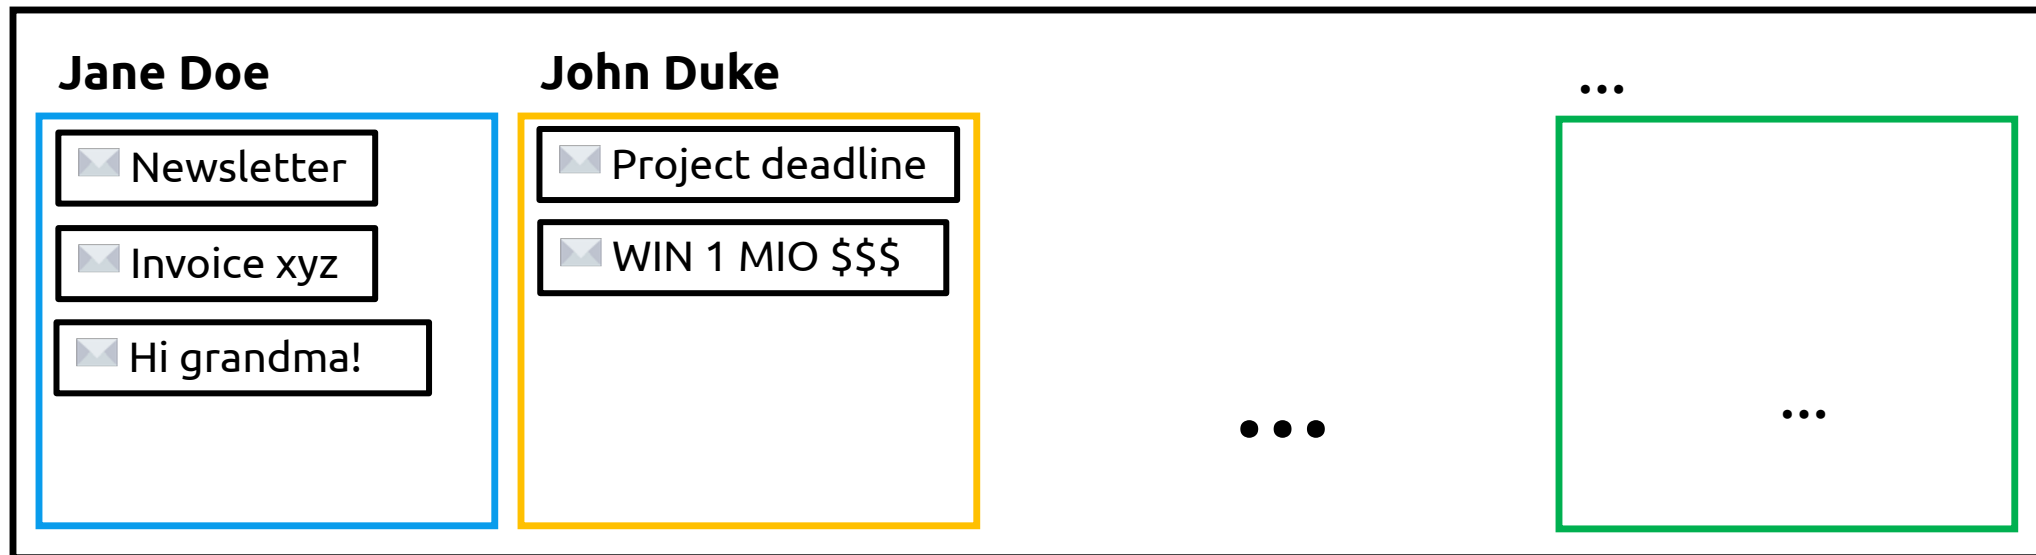 Jane Doe
Newsletter
Invoice xyz
Hi grandma!
John Duke
Project deadline
WIN 1 MIO $$$
...
...
...